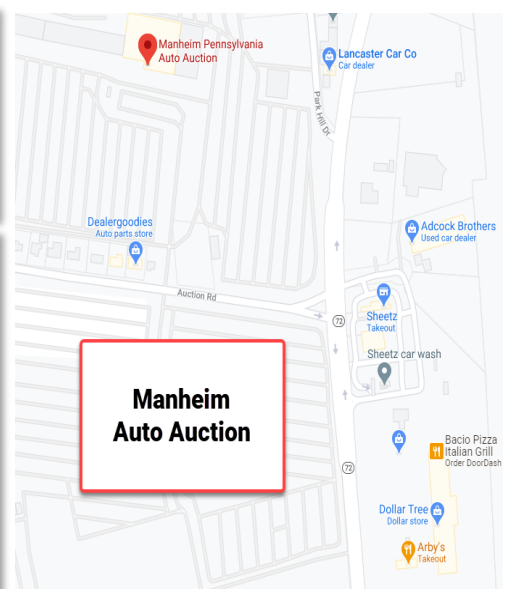 Manheim Pennsylvania
Auto Auction
Lancaster Car Co
Car dealer
Park Hill Dr
Dealergoodies
Auto parts store
Adcock Brothers
Used car dealer
Auction Rd
Sheetz
Takeout
72
Sheetz car wash
Manheim
Auto Auction
Bacio Pizza
Italian Grill
Order DoorDash
72
Dollar Tree
Dollar store
Arby's
Takeout